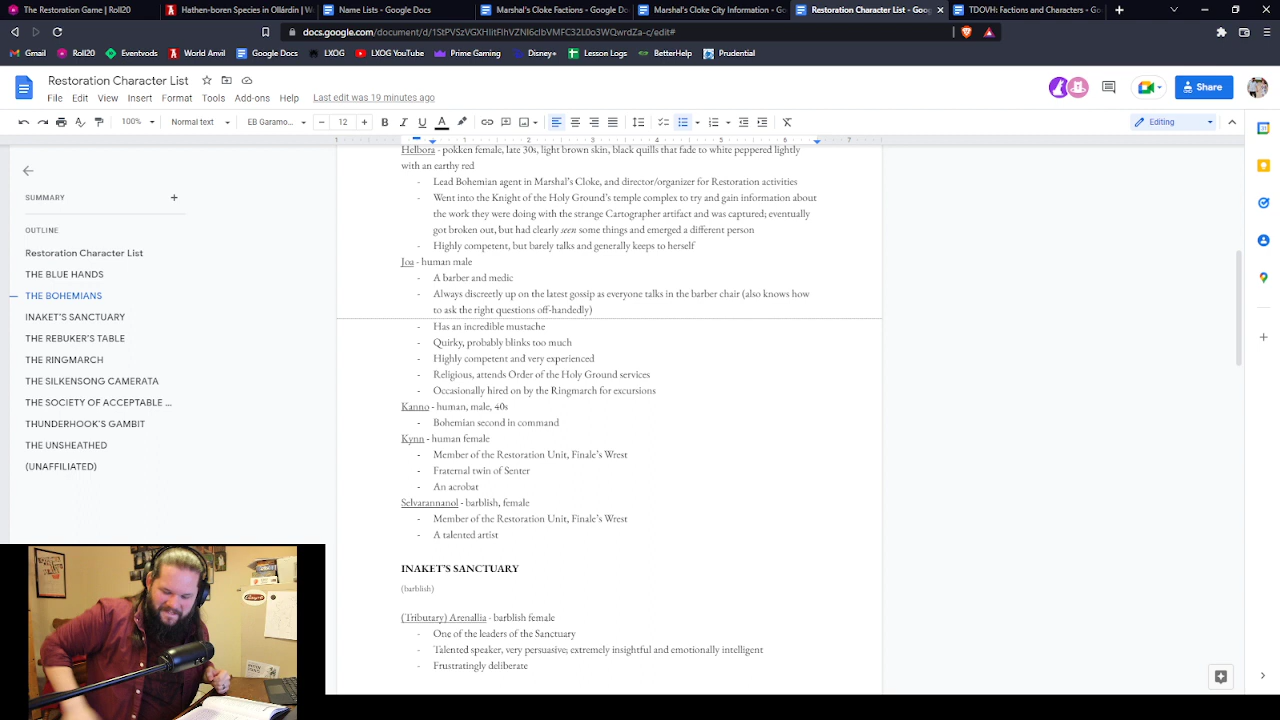 The Restoration Game | Roll20
Hathen-born Species in Ollárdin | W
Name Lists - Google Docs
Marshal's Cloke Factions - Google Do
Marshal's Cloke City Information - Go
Restoration Character List - Goog
TDOVH: Factions and Characters - Go
Gmail
Roll20
Eventods
World Anvil
LXOG
LXOG YouTube
Prime Gaming
Disney+
Lesson Logs
BetterHelp
Prudential
Restoration Character List
File Edit View Insert Format Tools Add-ons Help Last edit was 19 minutes ago
Share
100% Normal text EB Garamo... 12
Editing
SUMMARY
OUTLINE
Restoration Character List
THE BLUE HANDS
THE BOHEMIANS
INAKET'S SANCTUARY
THE REBUKER'S TABLE
THE RINGMARCH
THE SILKENSONG CAMERATA
THE SOCIETY OF ACCEPTABLE ...
THUNDERHOOK'S GAMBIT
THE UNSHEATHED
(UNAFFILIATED)
Helbora - pokken female, late 30s, light brown skin, black quills that fade to white peppered lightly
with an earthy red
- Lead Bohemian agent in Marshal's Cloke, and director/organizer for Restoration activities
- Went into the Knight of the Holy Ground's temple complex to try and gain information about
the work they were doing with the strange Cartographer artifact and was captured; eventually
got broken out, but had clearly seen some things and emerged a different person
- Highly competent, but barely talks and generally keeps to herself
Joa - human male
- A barber and medic
- Always discreetly up on the latest gossip as everyone talks in the barber chair (also knows how
to ask the right questions off-handedly)
- Has an incredible mustache
- Quirky, probably blinks too much
- Highly competent and very experienced
- Religious, attends Order of the Holy Ground services
- Occasionally hired on by the Ringmarch for excursions
Kanno - human, male, 40s
- Bohemian second in command
Kynn - human female
- Member of the Restoration Unit, Finale's Wrest
- Fraternal twin of Senter
- An acrobat
Selvarannanol - barblish, female
- Member of the Restoration Unit, Finale's Wrest
- A talented artist
INAKET'S SANCTUARY
(barblish)
(Tributary) Arenallia - barblish female
- One of the leaders of the Sanctuary
- Talented speaker, very persuasive; extremely insightful and emotionally intelligent
- Frustratingly deliberate